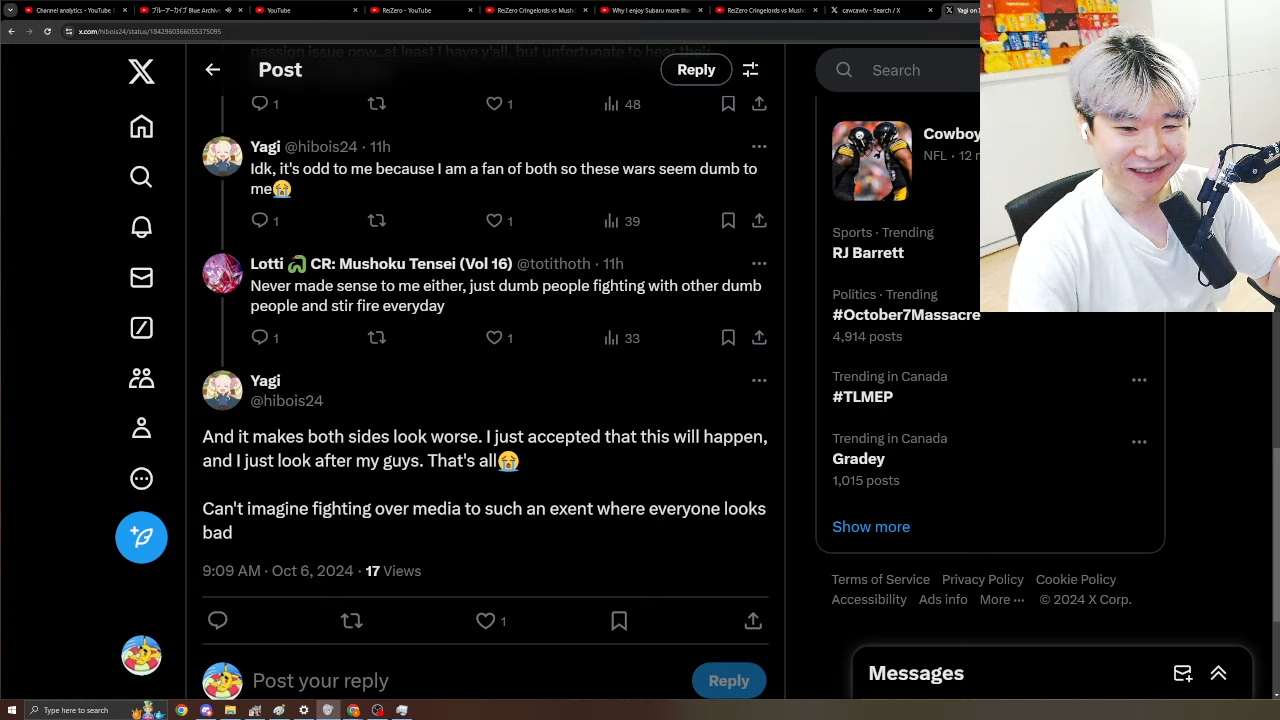 Channel analytics - YouTube
ブルーアーカイブ Blue Archive
YouTube
Re:Zero - YouTube
Re:Zero Cringelords vs Musho
Why I enjoy Subaru more tha
Re:Zero Cringelords vs Musho
cawcawtv - Search / X
Yagi on
x.com/hibois24/status/1842960366055375095
passion issue now..at least I have y'all, but unfortunate to hear their
Post
Reply
Search
1
1
48
Yagi @hibois24 · 11h
Idk, it's odd to me because I am a fan of both so these wars seem dumb to
me😭
1
1
39
Lotti CR: Mushoku Tensei (Vol 16) @totithoth · 11h
Never made sense to me either, just dumb people fighting with other dumb
people and stir fire everyday
1
1
33
Yagi
@hibois24
And it makes both sides look worse. I just accepted that this will happen,
and I just look after my guys. That's all😭
Can't imagine fighting over media to such an exent where everyone looks
bad
9:09 AM · Oct 6, 2024 · 17 Views
1
Post your reply
Reply
Cowboy
NFL · 12
Sports · Trending
RJ Barrett
Politics · Trending
#October7Massacre
4,914 posts
Trending in Canada
#TLMEP
Trending in Canada
Gradey
1,015 posts
Show more
Terms of Service Privacy Policy Cookie Policy
Accessibility Ads info More ··· © 2024 X Corp.
Messages
Type here to search